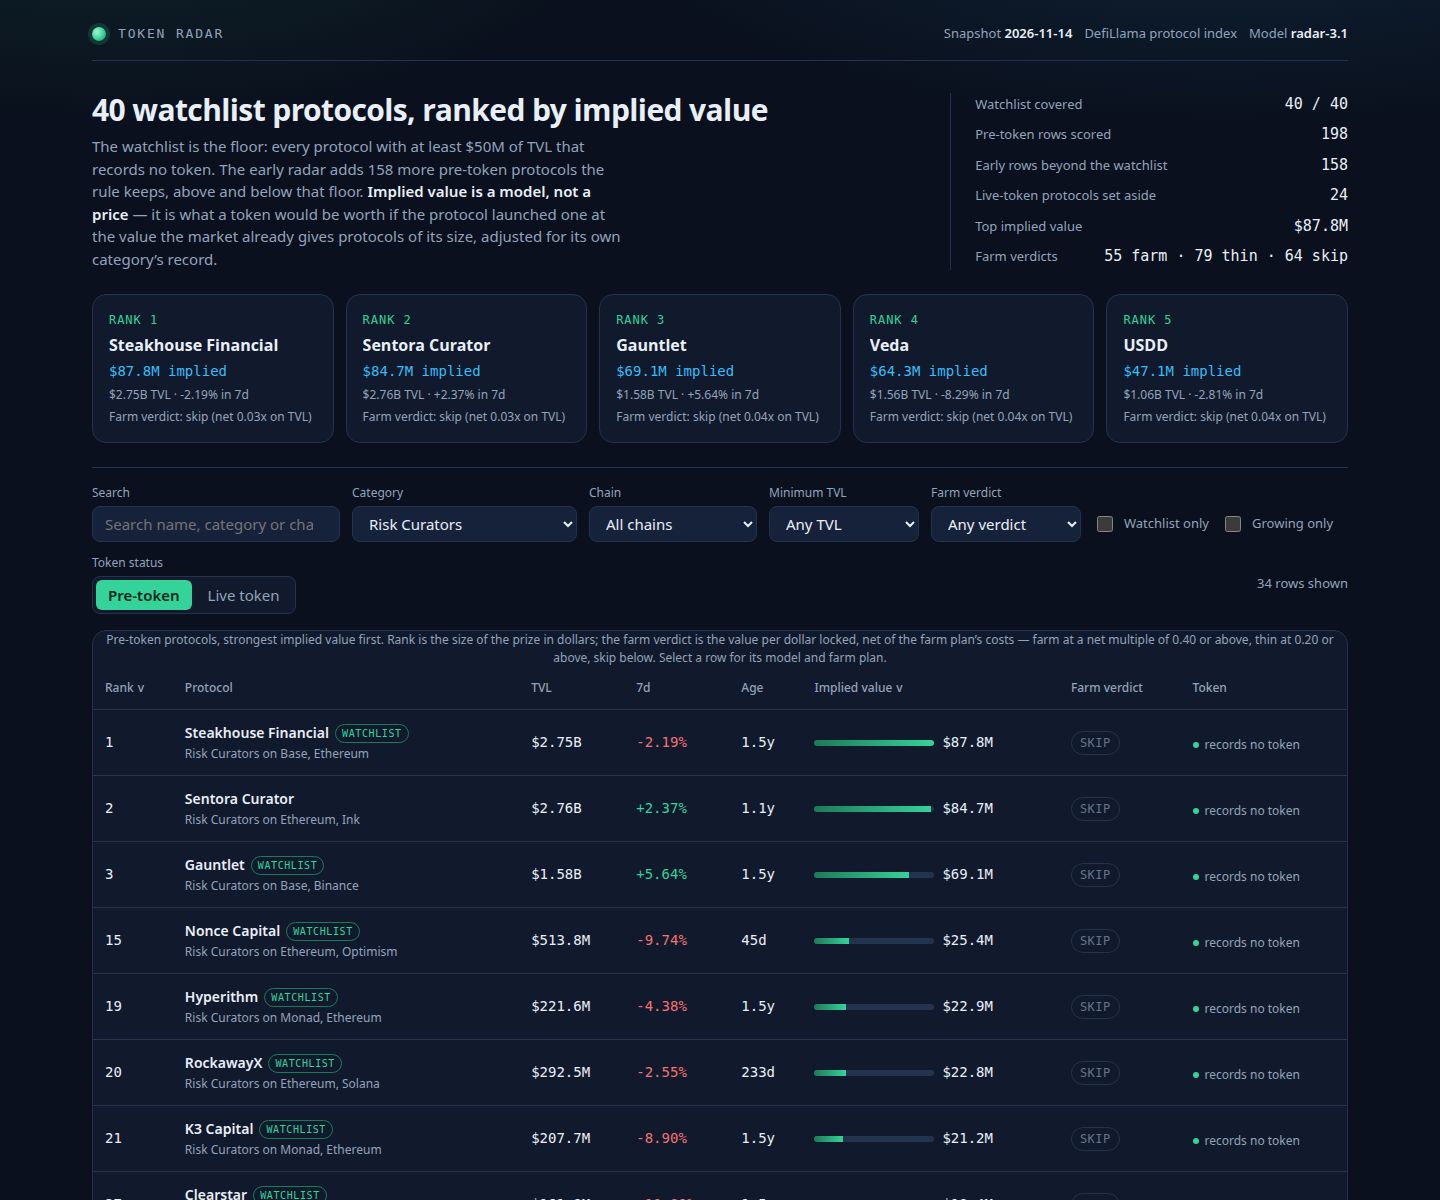 TOKEN RADAR
Snapshot 2026-11-14 DefiLlama protocol index Model radar-3.1
40 watchlist protocols, ranked by implied value
The watchlist is the floor: every protocol with at least $50M of TVL that
records no token. The early radar adds 158 more pre-token protocols the
rule keeps, above and below that floor. Implied value is a model, not a
price — it is what a token would be worth if the protocol launched one at
the value the market already gives protocols of its size, adjusted for its own
category’s record.
Watchlist covered 40 / 40
Pre-token rows scored 198
Early rows beyond the watchlist 158
Live-token protocols set aside 24
Top implied value $87.8M
Farm verdicts 55 farm · 79 thin · 64 skip
RANK 1
Steakhouse Financial
$87.8M implied
$2.75B TVL · -2.19% in 7d
Farm verdict: skip (net 0.03x on TVL)
RANK 2
Sentora Curator
$84.7M implied
$2.76B TVL · +2.37% in 7d
Farm verdict: skip (net 0.03x on TVL)
RANK 3
Gauntlet
$69.1M implied
$1.58B TVL · +5.64% in 7d
Farm verdict: skip (net 0.04x on TVL)
RANK 4
Veda
$64.3M implied
$1.56B TVL · -8.29% in 7d
Farm verdict: skip (net 0.04x on TVL)
RANK 5
USDD
$47.1M implied
$1.06B TVL · -2.81% in 7d
Farm verdict: skip (net 0.04x on TVL)
Search Category Chain Minimum TVL Farm verdict
Search name, category or cha Risk Curators All chains Any TVL Any verdict Watchlist only Growing only
Token status
Pre-token Live token 34 rows shown
Pre-token protocols, strongest implied value first. Rank is the size of the prize in dollars; the farm verdict is the value per dollar locked, net of the farm plan’s costs — farm at a net multiple of 0.40 or above, thin at 0.20 or
above, skip below. Select a row for its model and farm plan.
Rank v Protocol TVL 7d Age Implied value v Farm verdict Token
1 Steakhouse Financial WATCHLIST $2.75B -2.19% 1.5y $87.8M SKIP records no token
Risk Curators on Base, Ethereum
2 Sentora Curator $2.76B +2.37% 1.1y $84.7M SKIP records no token
Risk Curators on Ethereum, Ink
3 Gauntlet WATCHLIST $1.58B +5.64% 1.5y $69.1M SKIP records no token
Risk Curators on Base, Binance
15 Nonce Capital WATCHLIST $513.8M -9.74% 45d $25.4M SKIP records no token
Risk Curators on Ethereum, Optimism
19 Hyperithm WATCHLIST $221.6M -4.38% 1.5y $22.9M SKIP records no token
Risk Curators on Monad, Ethereum
20 RockawayX WATCHLIST $292.5M -2.55% 233d $22.8M SKIP records no token
Risk Curators on Ethereum, Solana
21 K3 Capital WATCHLIST $207.7M -8.90% 1.5y $21.2M SKIP records no token
Risk Curators on Monad, Ethereum
Clearstar WATCHLIST